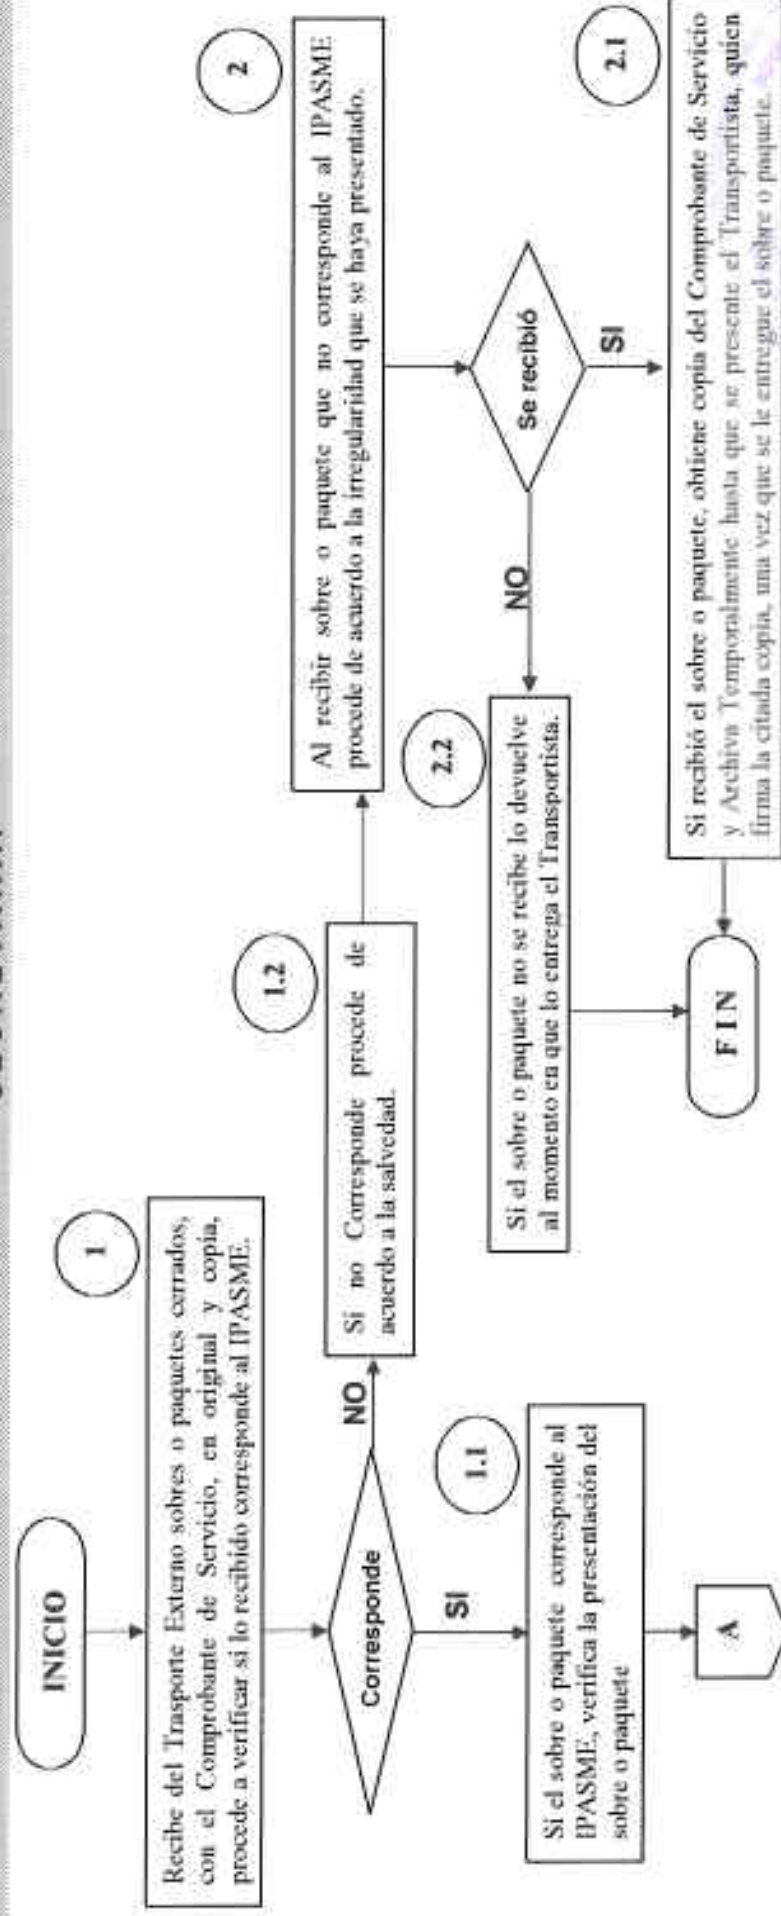 INICIO
1
Recibe del Trasporte Externo sobres o paquetes cerrados,
con el Comprobante de Servicio, en original y copia,
procede a verificar si lo recibido corresponde al IPASME.
Corresponde
NO
SI
1.2
Si no Corresponde procede de
acuerdo a la salvedad.
1.1
Si el sobre o paquete corresponde al
IPASME, verifica la presentación del
sobre o paquete
A
2
Al recibir sobre o paquete que no corresponde al IPASME
procede de acuerdo a la irregularidad que se haya presentado.
Se recibió
NO
SI
2.2
Si el sobre o paquete no se recibe lo devuelve
al momento en que lo entrega el Transportista.
2.1
Si recibió el sobre o paquete, obtiene copia del Comprobante de Servicio
y Archiva Temporalmente hasta que se presente el Transportista, quien
firma la citada copia, una vez que se le entregue el sobre o paquete.
FIN